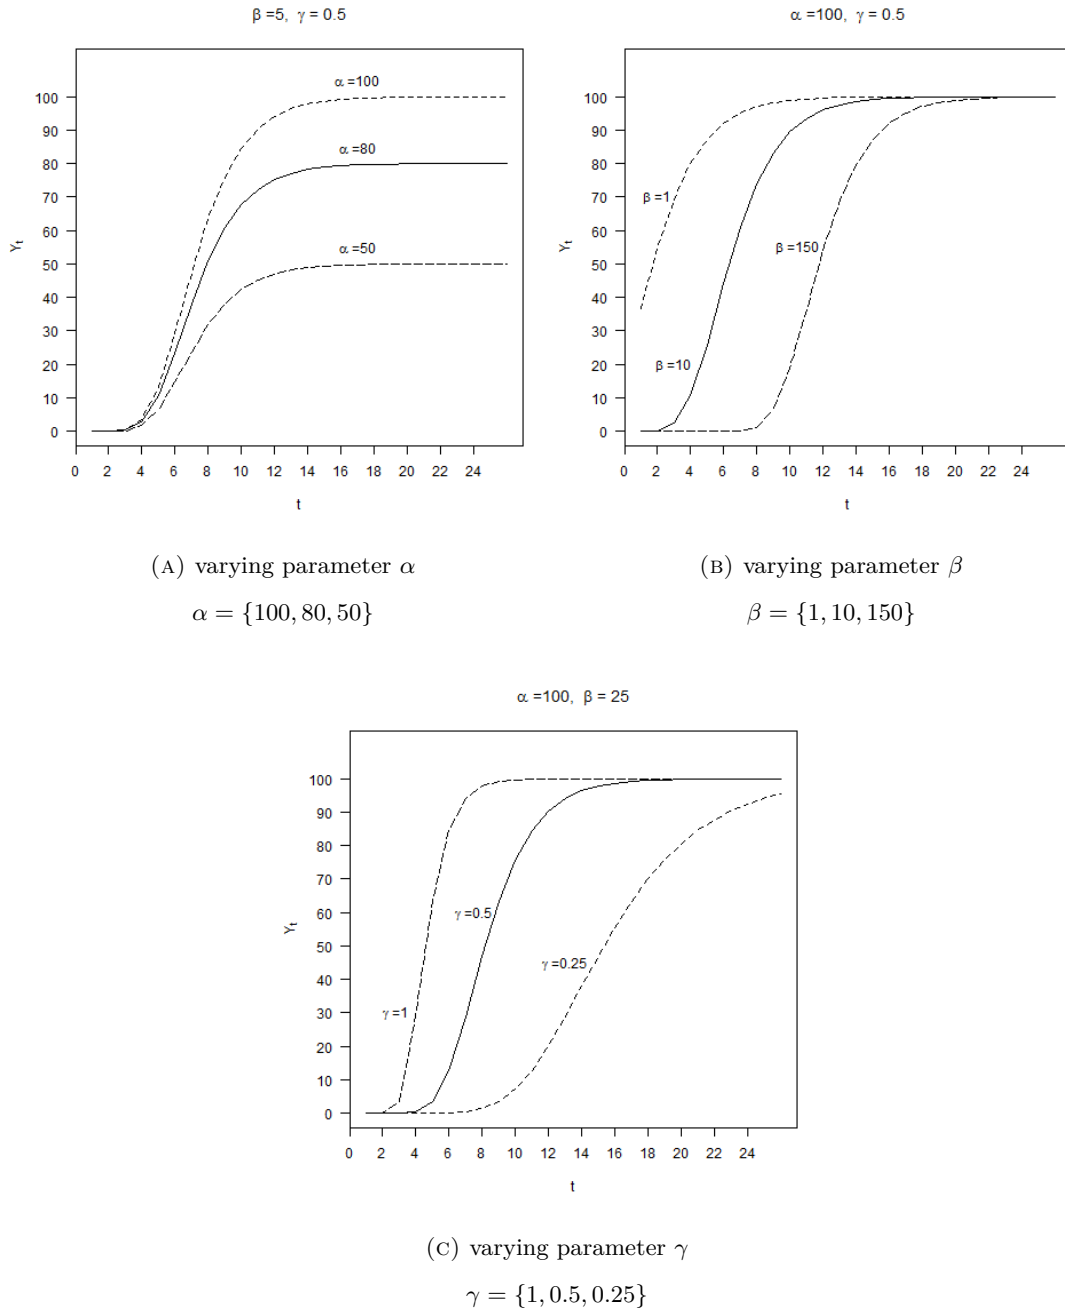 β =5, γ = 0.5
α =100
α =80
α =50
100
90
80
70
60
50
40
30
20
10
0
Yt
0 2 4 6 8 10 12 14 16 18 20 22 24
t
(A) varying parameter α
α = {100, 80, 50}
α =100, γ = 0.5
β =1
β =150
β =10
100
90
80
70
60
50
40
30
20
10
0
Yt
0 2 4 6 8 10 12 14 16 18 20 22 24
t
(B) varying parameter β
β = {1, 10, 150}
α =100, β = 25
γ =0.5
γ =0.25
γ =1
100
90
80
70
60
50
40
30
20
10
0
Yt
0 2 4 6 8 10 12 14 16 18 20 22 24
t
(C) varying parameter γ
γ = {1, 0.5, 0.25}